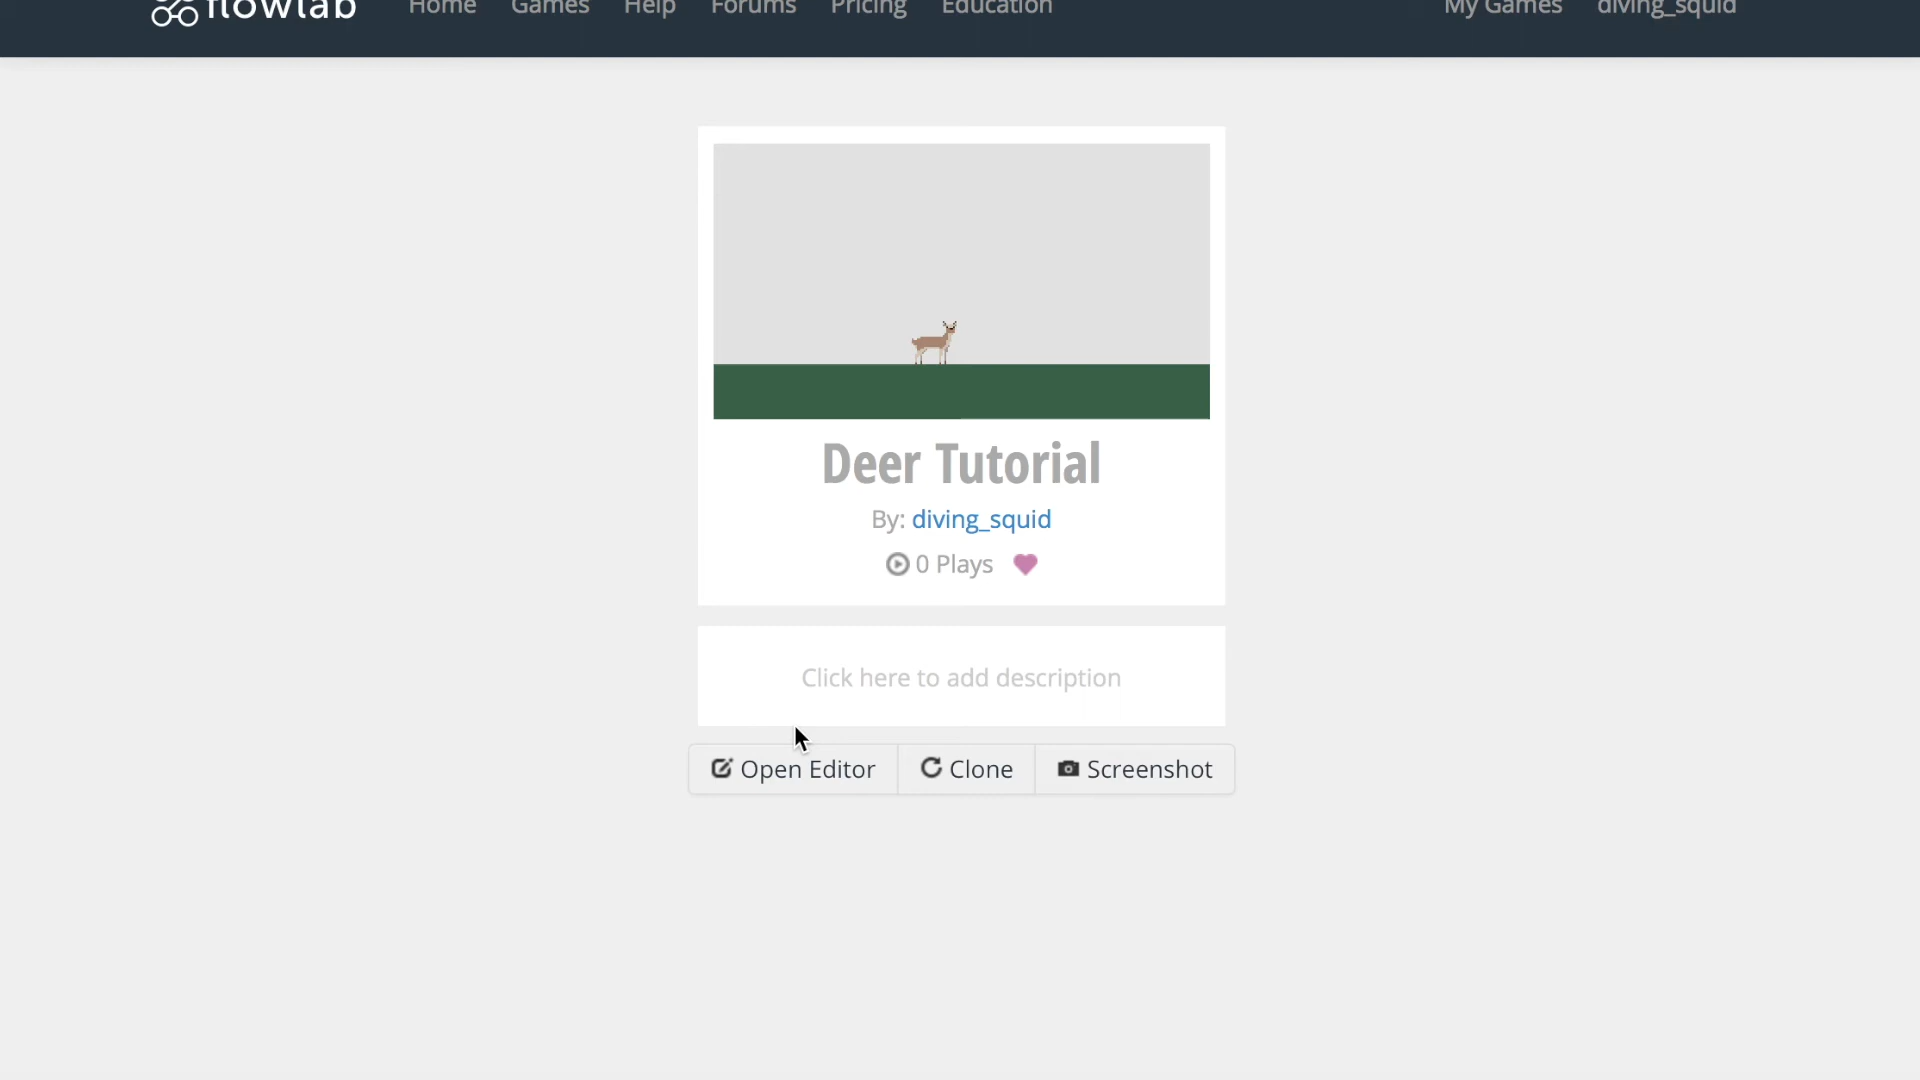 flowlab Home Games Help Forums Pricing Education My Games diving_squid
Deer Tutorial
By: diving_squid
0 Plays
Click here to add description
Open Editor Clone Screenshot